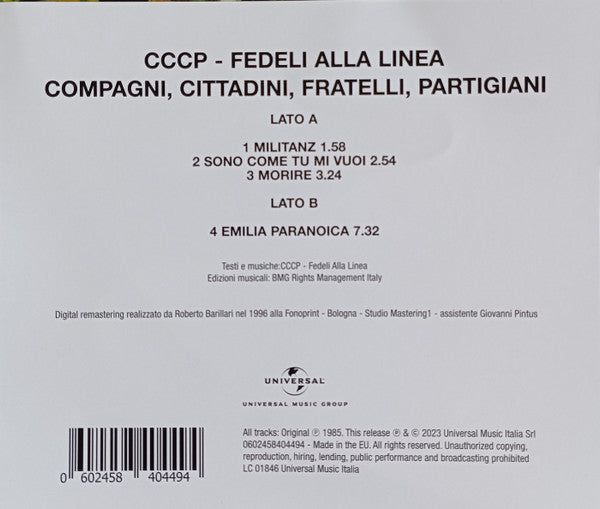 CCCP - FEDELI ALLA LINEA
COMPAGNI, CITTADINI, FRATELLI, PARTIGIANI
LATO A
1 MILITANZ 1.58
2 SONO COME TU MI VUOI 2.54
3 MORIRE 3.24
LATO B
4 EMILIA PARANOICA 7.32
Testi e musiche:CCCP - Fedeli Alla Linea
Edizioni musicali: BMG Rights Management Italy
Digital remastering realizzato da Roberto Barillari nel 1996 alla Fonoprint - Bologna - Studio Mastering1 - assistente Giovanni Pintus
UNIVERSAL
UNIVERSAL MUSIC GROUP
All tracks: Original ℗ 1985. This release ℗ & © 2023 Universal Music Italia Srl
0602458404494 - Made in the EU. All rights reserved. Unauthorized copying,
reproduction, hiring, lending, public performance and broadcasting prohibited
LC 01846 Universal Music Italia
0 602458 404494